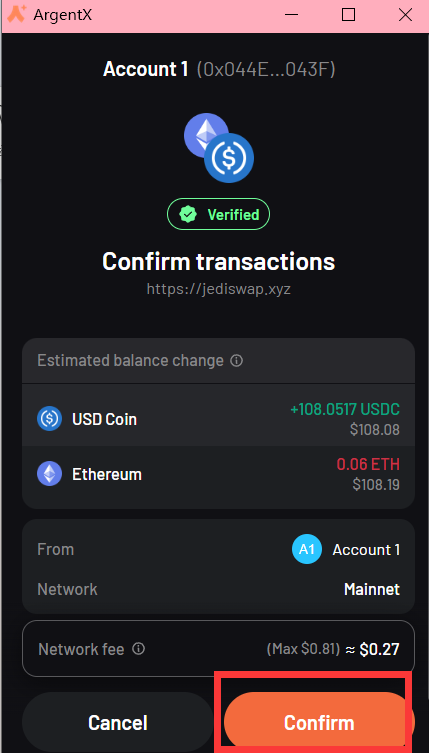 ArgentX
Account 1 (0x044E...043F)
Verified
Confirm transactions
https://jediswap.xyz
Estimated balance change
USD Coin +108.0517 USDC
$108.08
Ethereum 0.06 ETH
$108.19
From A1 Account 1
Network Mainnet
Network fee (Max $0.81) ≈ $0.27
Cancel Confirm